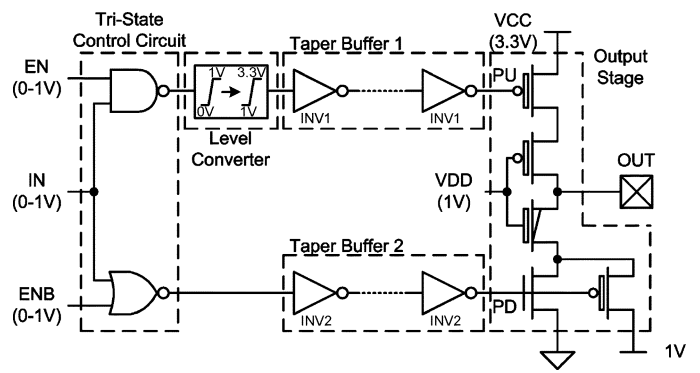 Tri-State
Control Circuit
EN
(0-1V)
1V
3.3V
0V
1V
Level
Converter
Taper Buffer 1
INV1
INV1
VCC
(3.3V)
PU
Output
Stage
IN
(0-1V)
VDD
(1V)
OUT
Taper Buffer 2
ENB
(0-1V)
INV2
INV2
PD
1V